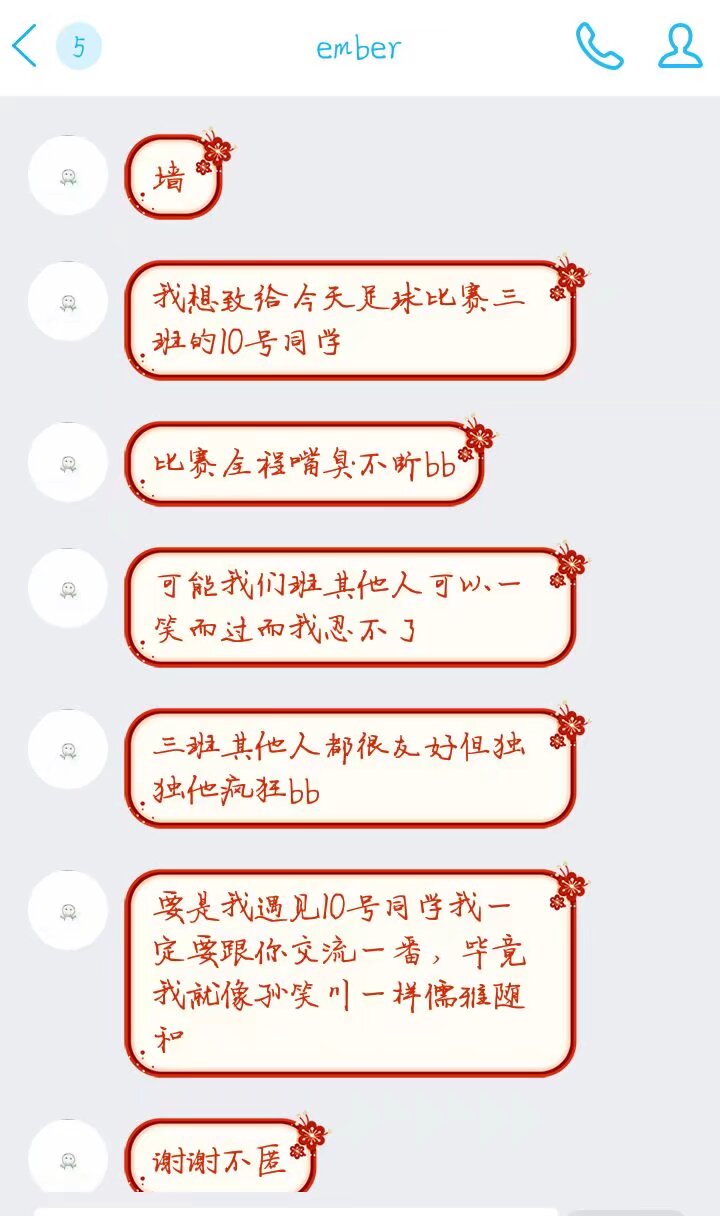 5
ember
墙
我想致给今天足球比赛三
班的10号同学
比赛全程嘴臭不断bb
可能我们班其他人可以一
笑而过而我忍不了
三班其他人都很友好但独
独他疯狂bb
要是我遇见10号同学我一
定要跟你交流一番，毕竟
我就像孙笑川一样儒雅随
和
谢谢不匿